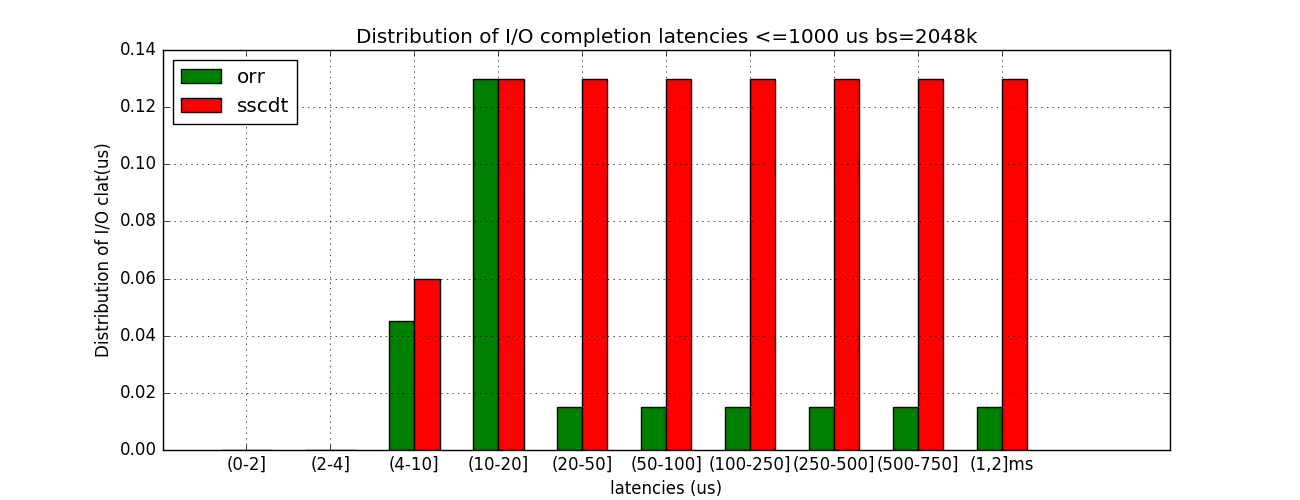 Distribution of I/O completion latencies <=1000 us bs=2048k
orr
sscdt
Distribution of I/O clat(us)
0.14
0.12
0.10
0.08
0.06
0.04
0.02
0.00
(0-2] (2-4] (4-10] (10-20] (20-50] (50-100] (100-250] (250-500] (500-750] (1,2]ms
latencies (us)